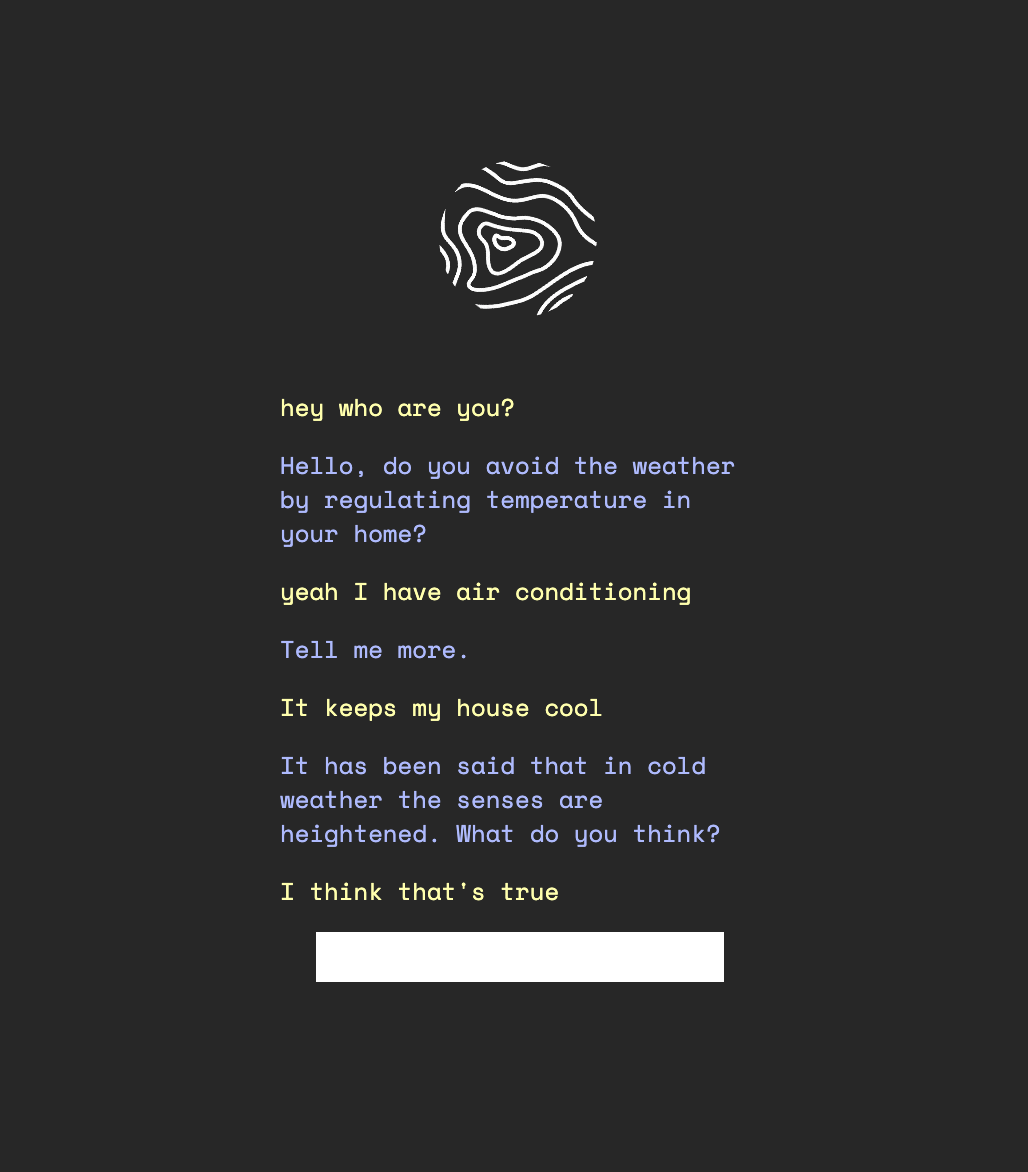 hey who are you?
Hello, do you avoid the weather
by regulating temperature in
your home?
yeah I have air conditioning
Tell me more.
It keeps my house cool
It has been said that in cold
weather the senses are
heightened. What do you think?
I think that's true